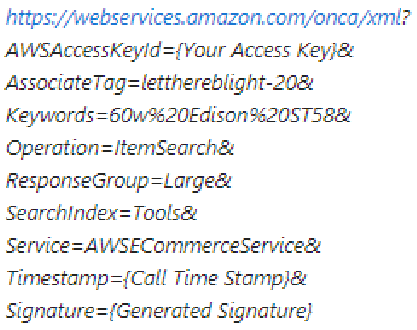 https://webservices.amazon.com/onca/xml?
AWSAccessKeyId={Your Access Key}&
AssociateTag=lettherebelight-20&
Keywords=60w%20Edison%20ST58&
Operation=ItemSearch&
ResponseGroup=Large&
SearchIndex=Tools&
Service=AWSECommerceService&
Timestamp={Call Time Stamp}&
Signature={Generated Signature}